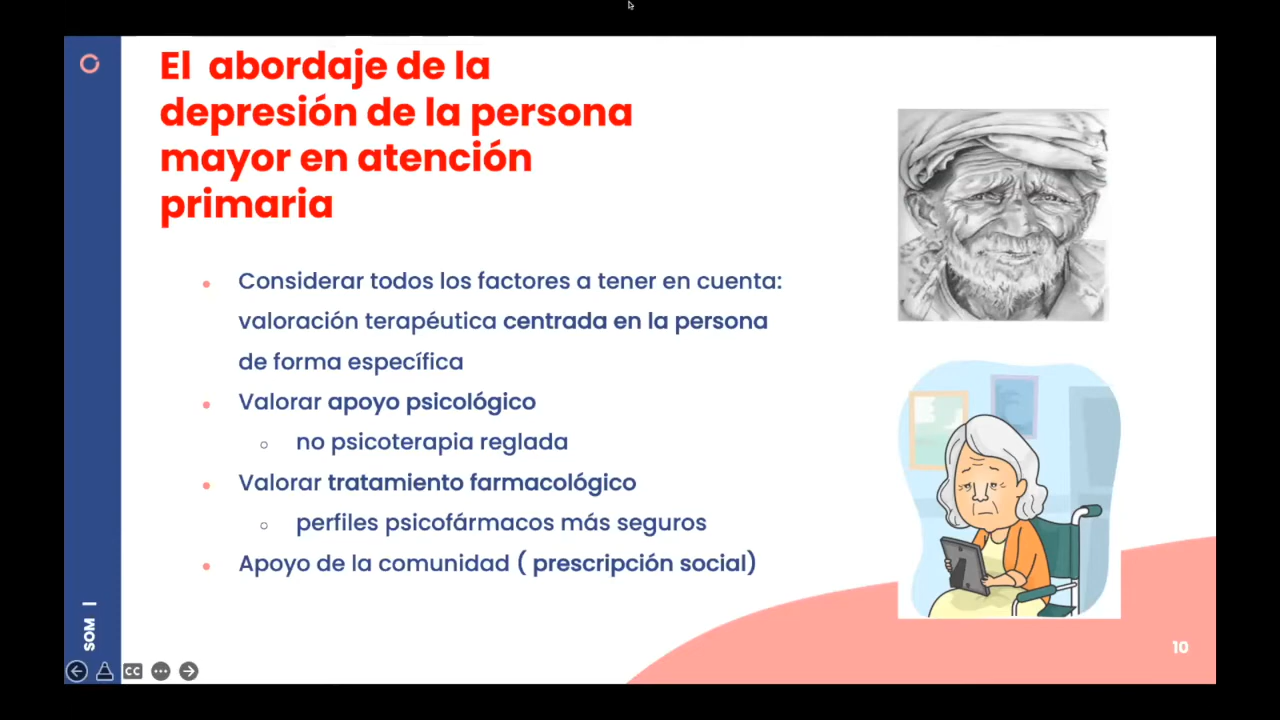 El abordaje de la
depresión de la persona
mayor en atención
primaria
Considerar todos los factores a tener en cuenta:
valoración terapéutica centrada en la persona
de forma específica
Valorar apoyo psicológico
no psicoterapia reglada
Valorar tratamiento farmacológico
perfiles psicofármacos más seguros
Apoyo de la comunidad ( prescripción social)
SOM |
CC
10